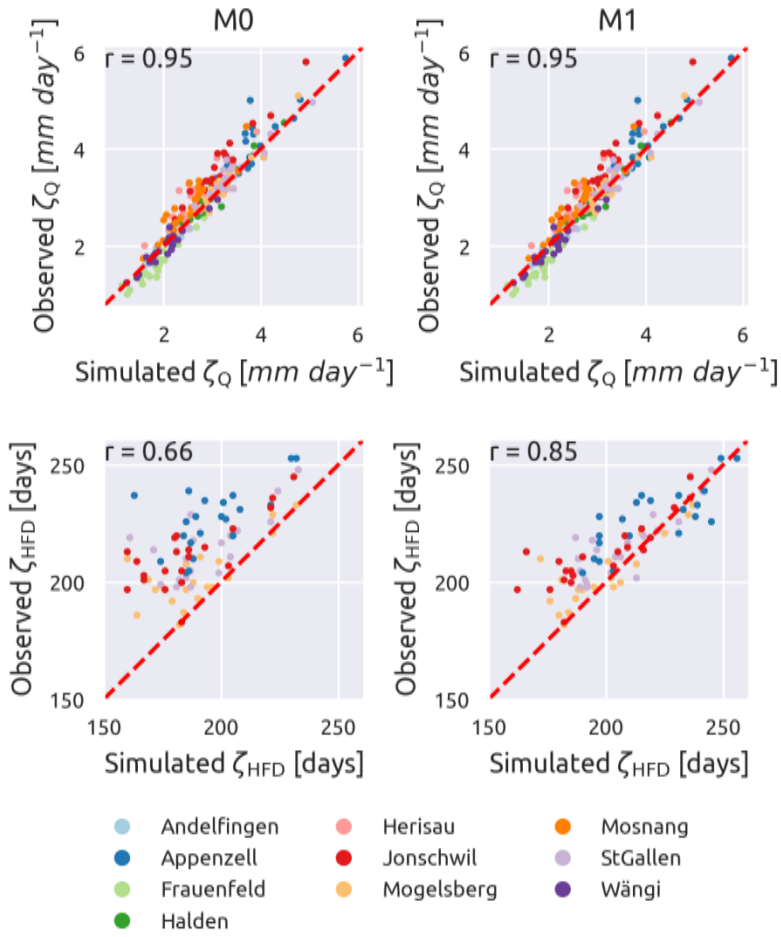 M0
M1
r = 0.95
r = 0.95
Observed ζQ [mm day−1]
6
4
2
2 4 6
Simulated ζQ [mm day−1]
Observed ζQ [mm day−1]
6
4
2
2 4 6
Simulated ζQ [mm day−1]
r = 0.66
r = 0.85
Observed ζHFD [days]
250
200
150
150 200 250
Simulated ζHFD [days]
Observed ζHFD [days]
250
200
150
150 200 250
Simulated ζHFD [days]
Andelfingen
Appenzell
Frauenfeld
Halden
Herisau
Jonschwil
Mogelsberg
Mosnang
StGallen
Wängi